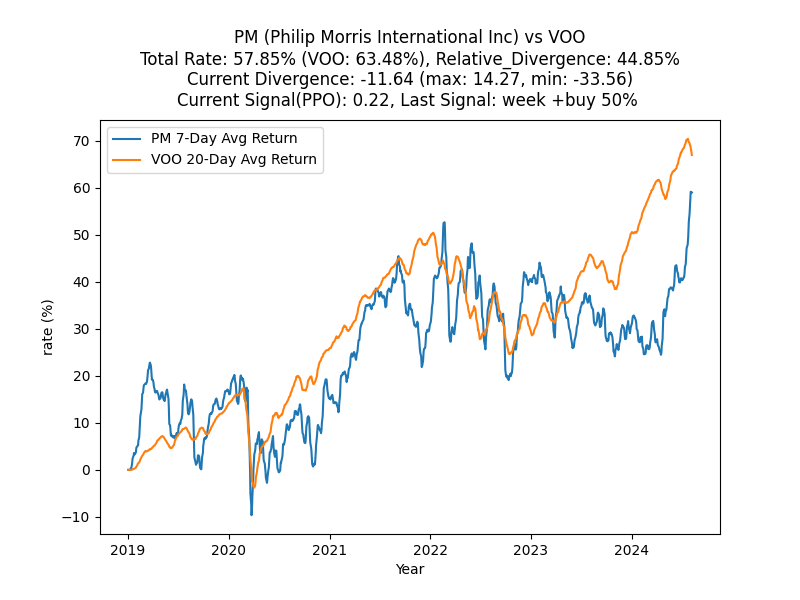 PM (Philip Morris International Inc) vs VOO
Total Rate: 57.85% (VOO: 63.48%), Relative_Divergence: 44.85%
Current Divergence: -11.64 (max: 14.27, min: -33.56)
Current Signal(PPO): 0.22, Last Signal: week +buy 50%
PM 7-Day Avg Return
VOO 20-Day Avg Return
70
60
50
40
30
20
10
0
−10
rate (%)
2019 2020 2021 2022 2023 2024
Year